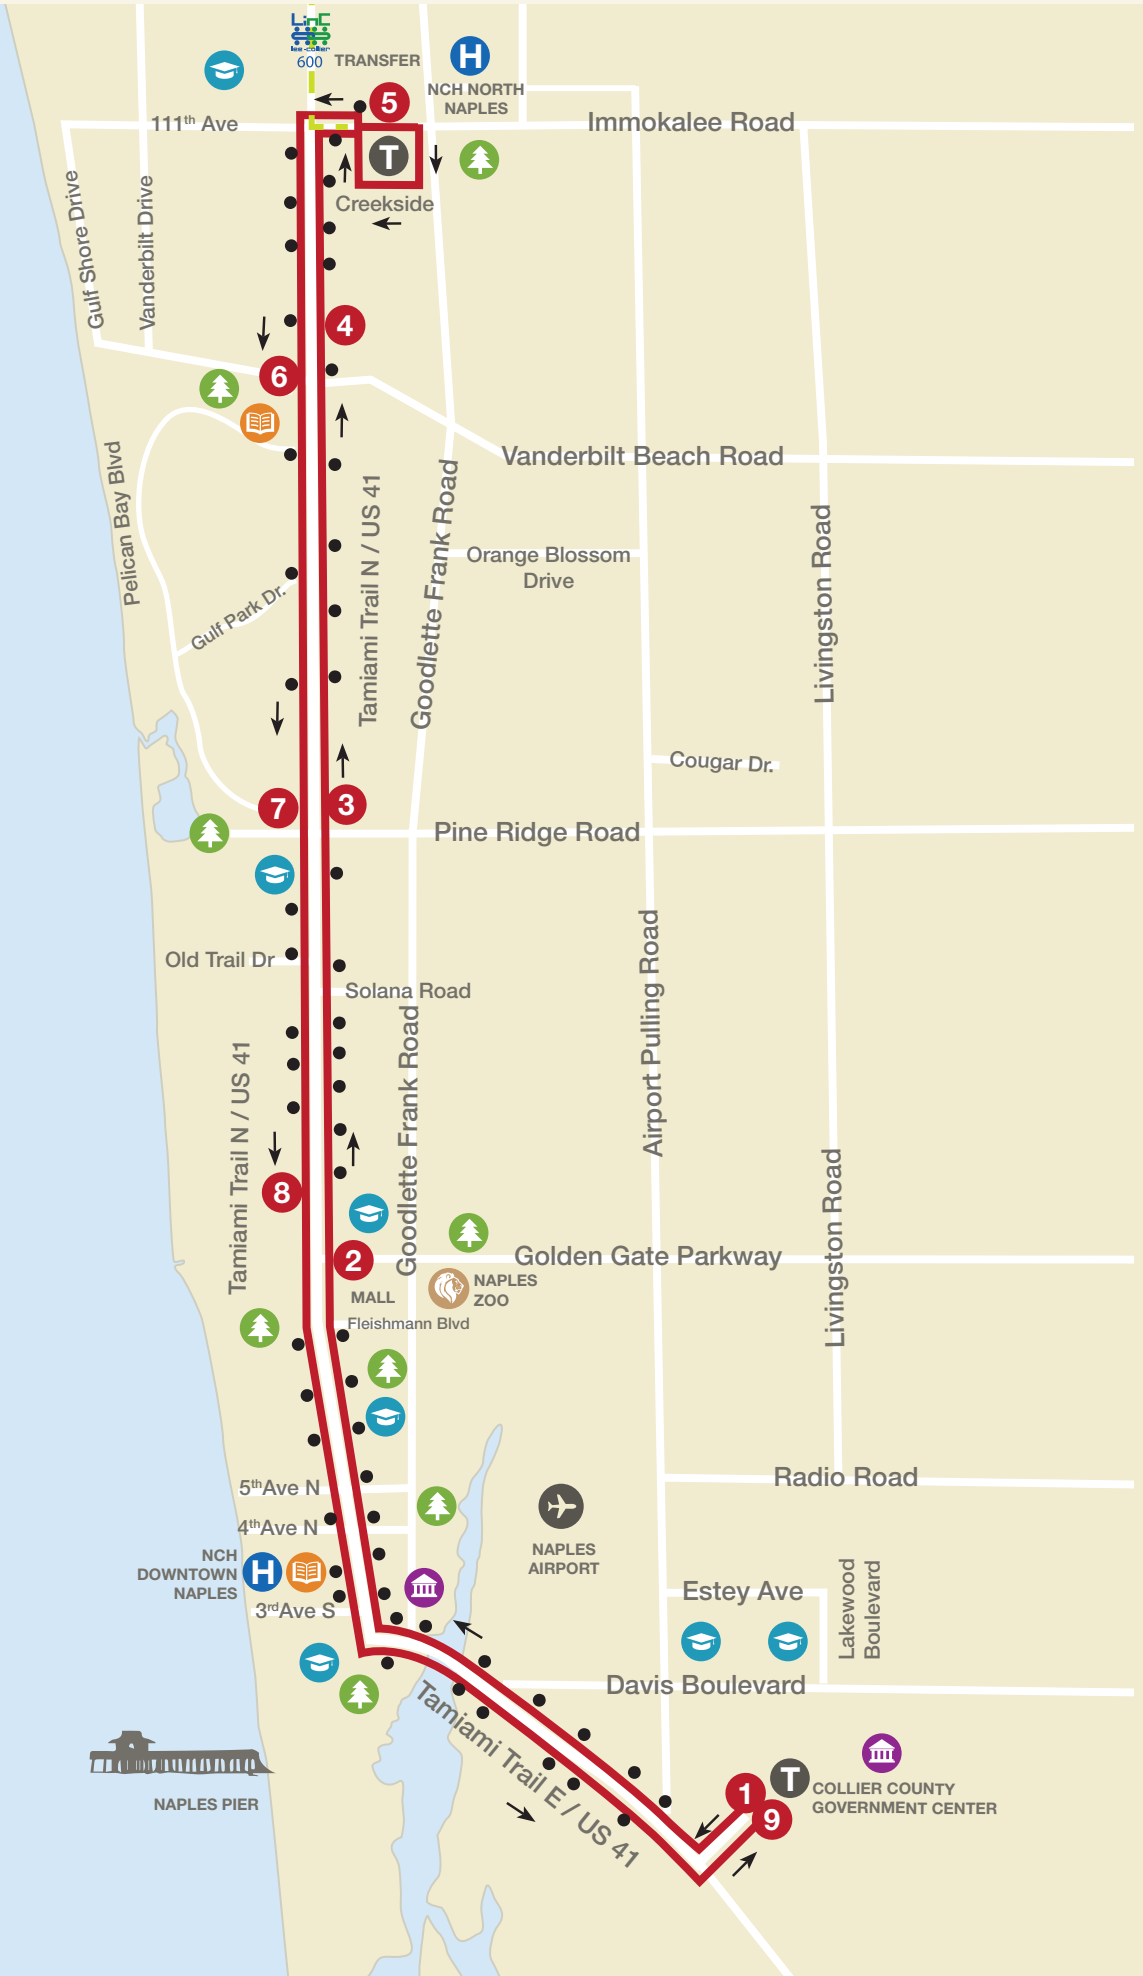 LinC
lee-collier
600
TRANSFER
H
NCH NORTH
NAPLES
5
111th Ave
Immokalee Road
T
Creekside
Gulf Shore Drive
Vanderbilt Drive
4
6
Pelican Bay Blvd
Vanderbilt Beach Road
Tamiami Trail N / US 41
Goodlette Frank Road
Orange Blossom
Drive
Livingston Road
Gulf Park Dr.
Cougar Dr.
7
3
Pine Ridge Road
Old Trail Dr
Solana Road
Airport Pulling Road
Tamiami Trail N / US 41
Goodlette Frank Road
8
2
Golden Gate Parkway
Livingston Road
MALL
NAPLES
ZOO
Fleishmann Blvd
5th Ave N
Radio Road
4th Ave N
NAPLES
AIRPORT
NCH
DOWNTOWN
NAPLES
H
3rd Ave S
Estey Ave
Lakewood
Boulevard
Davis Boulevard
Tamiami Trail E / US 41
NAPLES PIER
1
T
9
COLLIER COUNTY
GOVERNMENT CENTER